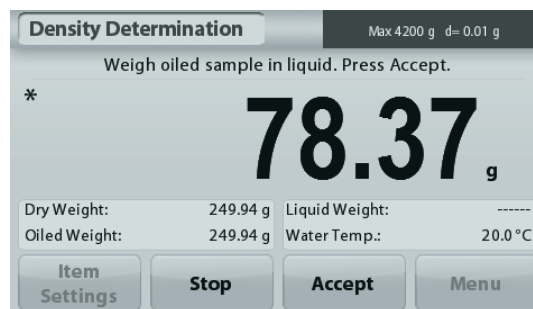 Density Determination
Max 4200 g d= 0.01 g
Weigh oiled sample in liquid. Press Accept.
*
78.37 g
Dry Weight: 249.94 g Liquid Weight: ------
Oiled Weight: 249.94 g Water Temp.: 20.0 °C
Item Settings
Stop
Accept
Menu